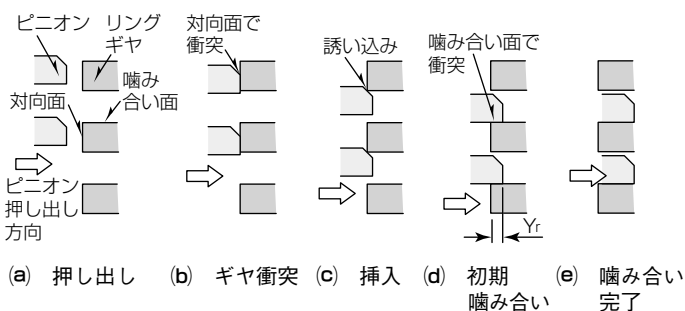 ピニオン
リング
ギヤ
対向面
噛み
合い面
ピニオン
押し出し
方向
対向面で
衝突
誘い込み
噛み合い面で
衝突
Yr
(a) 押し出し
(b) ギヤ衝突
(c) 挿入
(d) 初期
噛み合い
(e) 噛み合い
完了